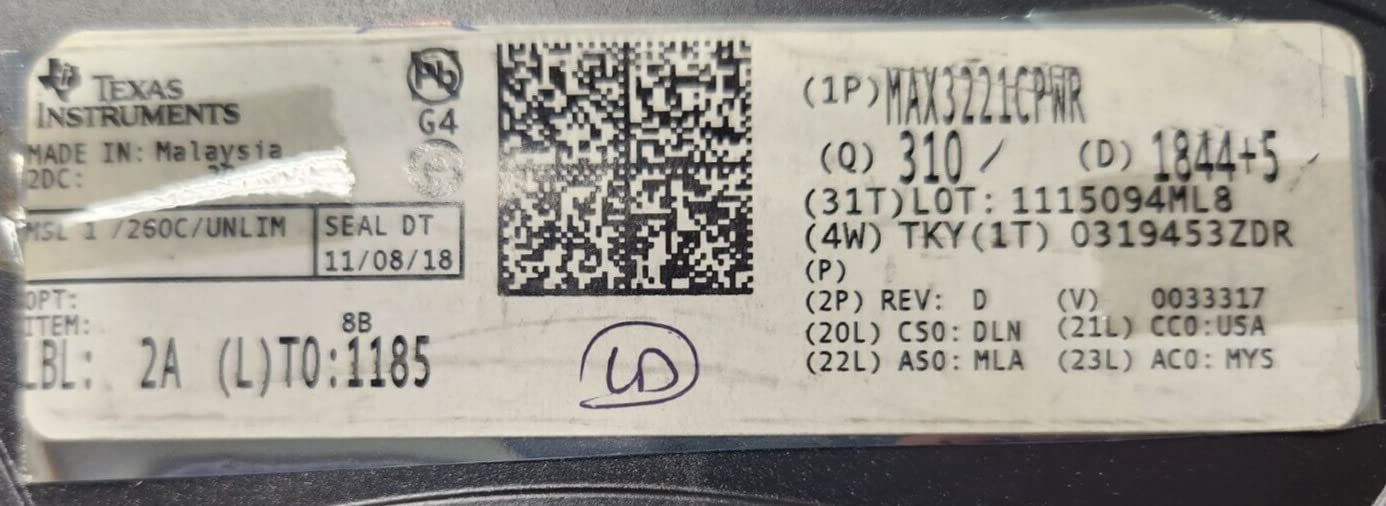 TEXAS
INSTRUMENTS
MADE IN: Malaysia
2DC:
MSL 1 /260C/UNLIM
SEAL DT
11/08/18
OPT:
ITEM:
8B
LBL: 2A (L)TO:1185
Pb
G4
(1P)MAX3221CPWR
(Q) 310 (D) 1844+5
(31T)LOT: 1115094ML8
(4W) TKY(1T) 0319453ZDR
(P)
(2P) REV: D (V) 0033317
(20L) CSO: DLN (21L) CCO:USA
(22L) ASO: MLA (23L) ACO: MYS